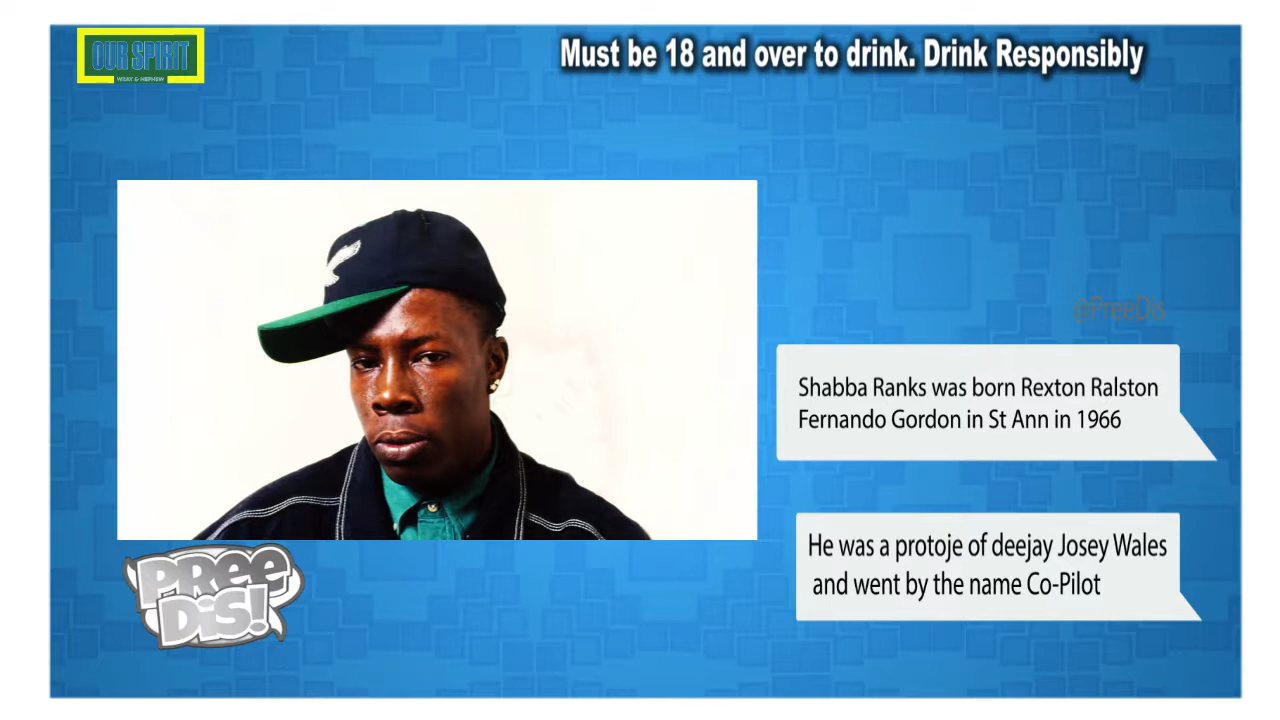 OUR SPIRIT
WRAY & NEPHEW
Must be 18 and over to drink. Drink Responsibly
@PreeDis
Shabba Ranks was born Rexton Ralston
Fernando Gordon in St Ann in 1966
He was a protoje of deejay Josey Wales
and went by the name Co-Pilot
PRee
DiS!